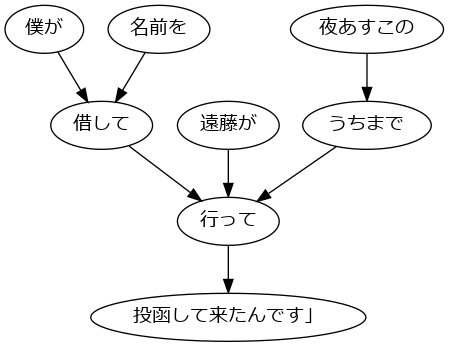 僕が
名前を
夜あすこの
借して
遠藤が
うちまで
行って
投函して来たんです」